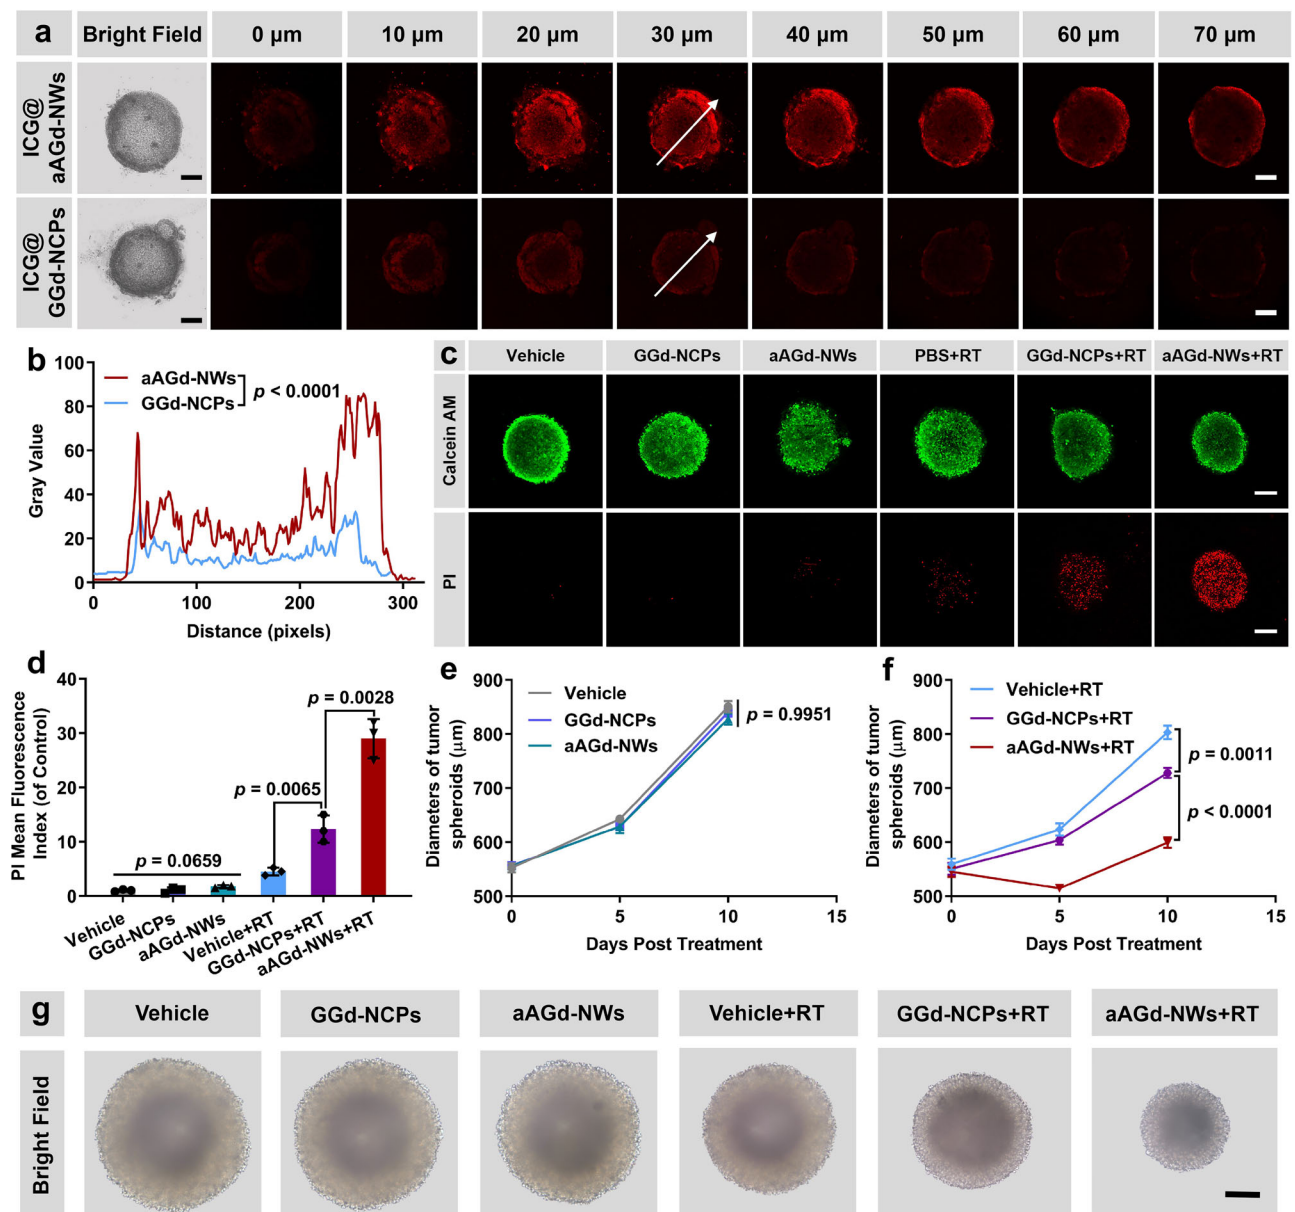 a
Bright Field
0 μm
10 μm
20 μm
30 μm
40 μm
50 μm
60 μm
70 μm
ICG@
aAGd-NWs
ICG@
GGd-NCPs
b
100
80
60
40
20
0
Gray Value
aAGd-NWs
GGd-NCPs
p < 0.0001
0
100
200
300
Distance (pixels)
c
Vehicle
GGd-NCPs
aAGd-NWs
PBS+RT
GGd-NCPs+RT
aAGd-NWs+RT
Calcein AM
PI
d
40
30
20
10
0
PI Mean Fluorescence
Index (of Control)
p = 0.0028
p =
0.0065
p = 0.0659
Vehicle
GGd-NCPs
aAGd-NWs
Vehicle+RT
GGd-NCPs+RT
aAGd-NWs+RT
e
900
800
700
600
500
Diameters of tumor
spheroids (μm)
Vehicle
GGd-NCPs
aAGd-NWs
p = 0.9951
0
5
10
15
Days Post Treatment
f
900
800
700
600
500
Diameters of tumor
spheroids (μm)
Vehicle+RT
GGd-NCPs+RT
aAGd-NWs+RT
p = 0.0011
p < 0.0001
0
5
10
15
Days Post Treatment
g
Vehicle
GGd-NCPs
aAGd-NWs
Vehicle+RT
GGd-NCPs+RT
aAGd-NWs+RT
Bright Field